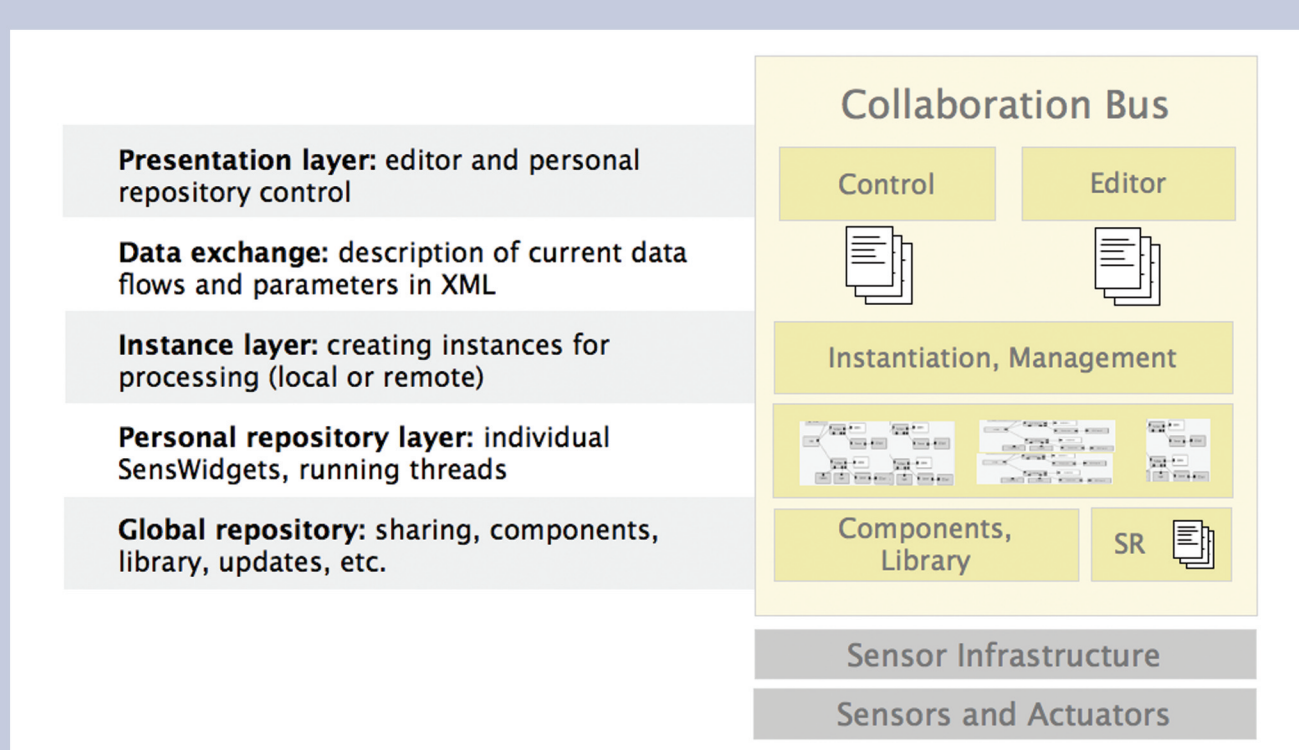 Collaboration Bus
Presentation layer: editor and personal
repository control
Control
Editor
Data exchange: description of current data
flows and parameters in XML
Instance layer: creating instances for
processing (local or remote)
Instantiation, Management
Personal repository layer: individual
SensWidgets, running threads
Global repository: sharing, components,
library, updates, etc.
Components,
Library
SR
Sensor Infrastructure
Sensors and Actuators